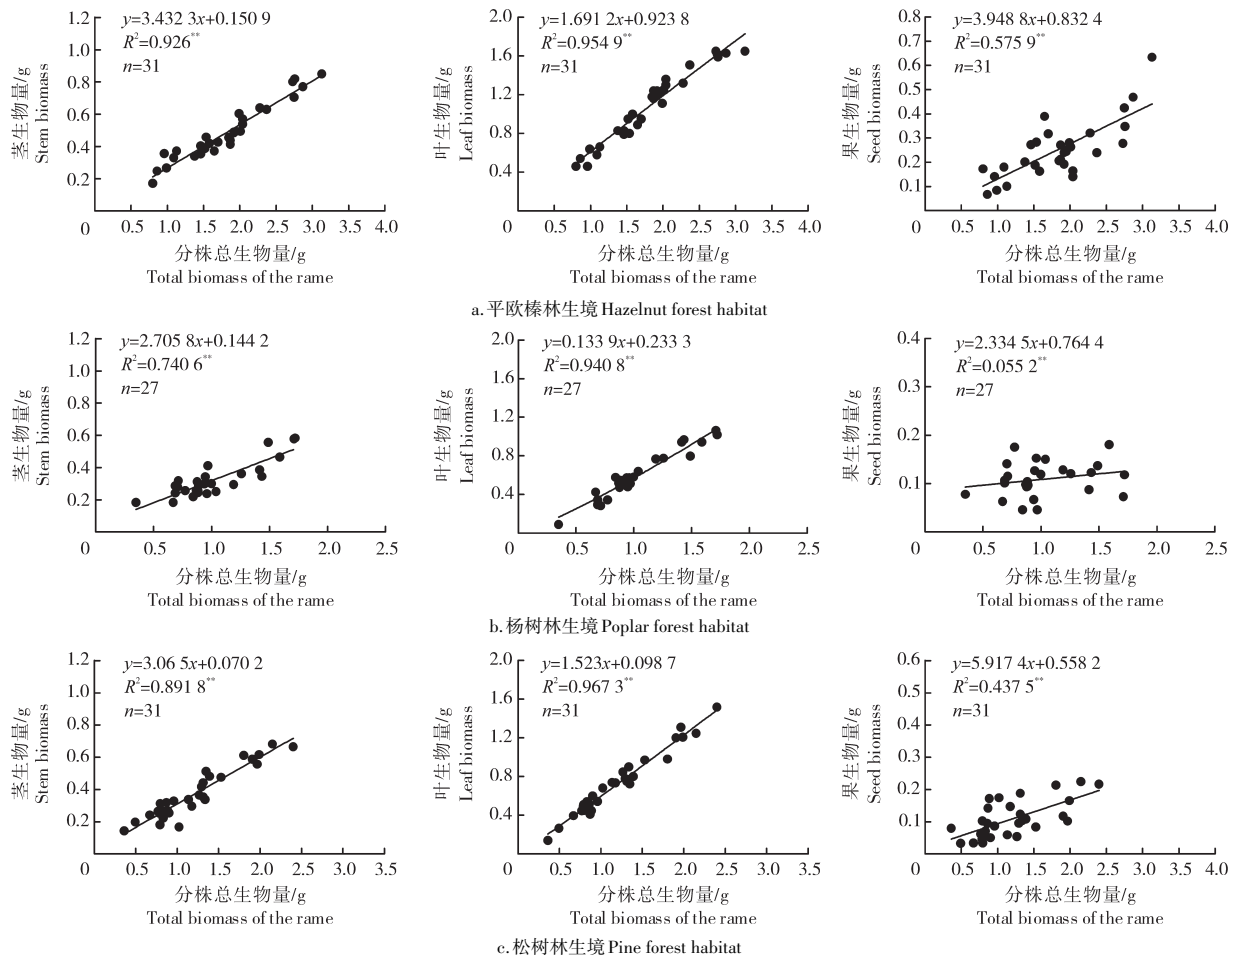 y=3.432 3x+0.150 9
R²=0.926**
n=31
茎生物量/g
Stem biomass
1.2
1.0
0.8
0.6
0.4
0.2
0
0.5 1.0 1.5 2.0 2.5 3.0 3.5 4.0
分株总生物量/g
Total biomass of the rame
y=1.691 2x+0.923 8
R²=0.954 9**
n=31
叶生物量/g
Leaf biomass
2.0
1.6
1.2
0.8
0.4
0
0.5 1.0 1.5 2.0 2.5 3.0 3.5 4.0
分株总生物量/g
Total biomass of the rame
y=3.948 8x+0.832 4
R²=0.575 9**
n=31
果生物量/g
Seed biomass
0.8
0.7
0.6
0.5
0.4
0.3
0.2
0.1
0
0.5 1.0 1.5 2.0 2.5 3.0 3.5 4.0
分株总生物量/g
Total biomass of the rame
a.平欧榛林生境 Hazelnut forest habitat
y=2.705 8x+0.144 2
R²=0.740 6**
n=27
茎生物量/g
Stem biomass
1.2
1.0
0.8
0.6
0.4
0.2
0
0.5 1.0 1.5 2.0 2.5
分株总生物量/g
Total biomass of the rame
y=0.133 9x+0.233 3
R²=0.940 8**
n=27
叶生物量/g
Leaf biomass
2.0
1.6
1.2
0.8
0.4
0
0.5 1.0 1.5 2.0 2.5
分株总生物量/g
Total biomass of the rame
y=2.334 5x+0.764 4
R²=0.055 2**
n=27
果生物量/g
Seed biomass
0.4
0.3
0.2
0.1
0
0.5 1.0 1.5 2.0 2.5
分株总生物量/g
Total biomass of the rame
b.杨树林生境 Poplar forest habitat
y=3.06 5x+0.070 2
R²=0.891 8**
n=31
茎生物量/g
Stem biomass
1.2
1.0
0.8
0.6
0.4
0.2
0
0.5 1.0 1.5 2.0 2.5 3.0 3.5
分株总生物量/g
Total biomass of the rame
y=1.523x+0.098 7
R²=0.967 3**
n=31
叶生物量/g
Leaf biomass
2.0
1.6
1.2
0.8
0.4
0
0.5 1.0 1.5 2.0 2.5 3.0 3.5
分株总生物量/g
Total biomass of the rame
y=5.917 4x+0.558 2
R²=0.437 5**
n=31
果生物量/g
Seed biomass
0.6
0.5
0.4
0.3
0.2
0.1
0
0.5 1.0 1.5 2.0 2.5 3.0 3.5 4.0
分株总生物量/g
Total biomass of the rame
c.松树林生境 Pine forest habitat